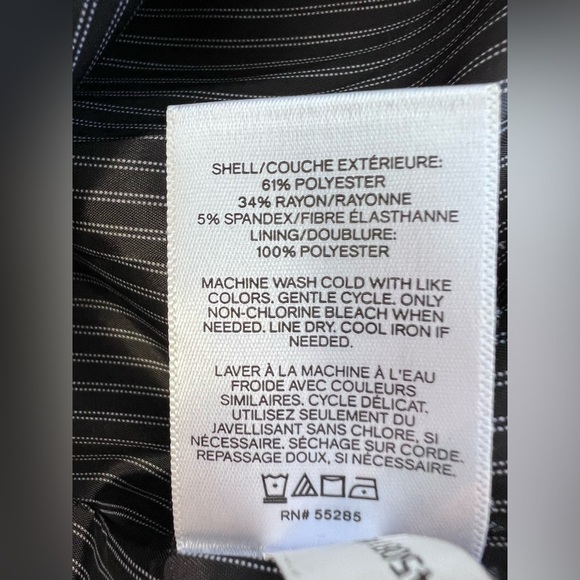 SHELL/COUCHE EXTÉRIEURE:
61% POLYESTER
34% RAYON/RAYONNE
5% SPANDEX/FIBRE ÉLASTHANNE
LINING/DOUBLURE:
100% POLYESTER
MACHINE WASH COLD WITH LIKE
COLORS. GENTLE CYCLE. ONLY
NON-CHLORINE BLEACH WHEN
NEEDED. LINE DRY. COOL IRON IF
NEEDED.
LAVER À LA MACHINE À L'EAU
FROIDE AVEC COULEURS
SIMILAIRES. CYCLE DÉLICAT.
UTILISEZ SEULEMENT DU
JAVELLISANT SANS CHLORE, SI
NÉCESSAIRE. SÉCHAGE SUR CORDE.
REPASSAGE DOUX, SI NÉCESSAIRE.
RN# 55285